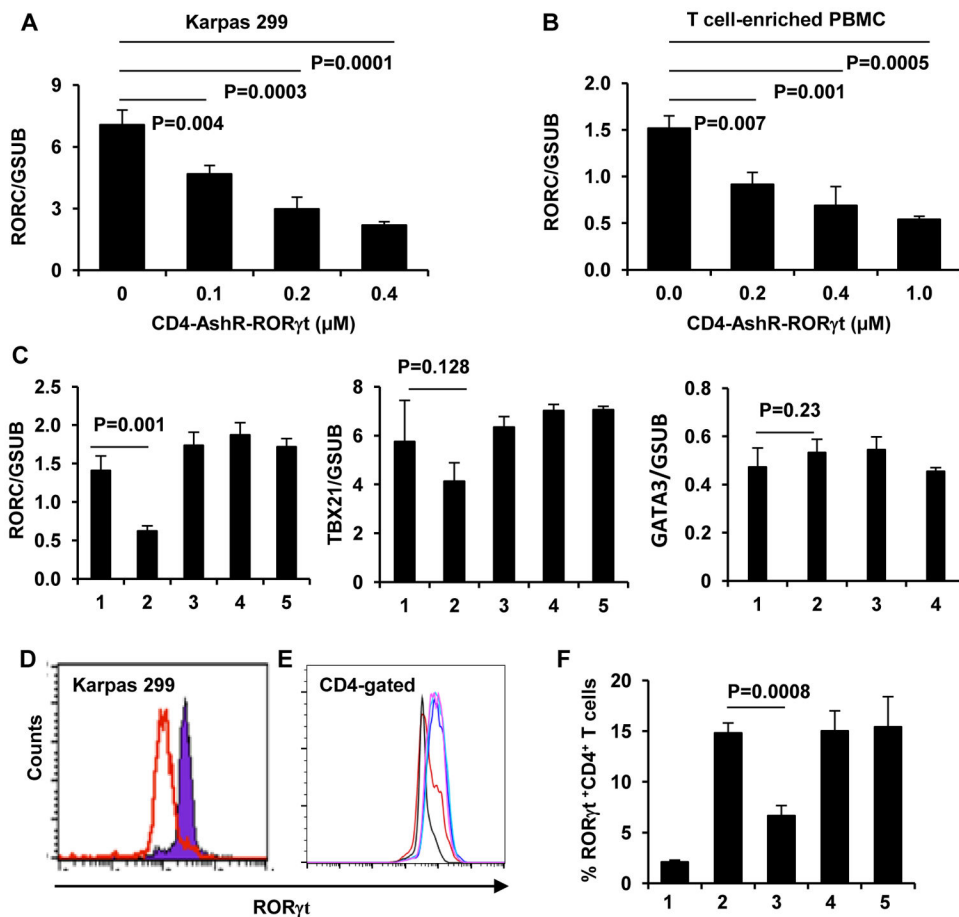 A
Karpas 299
P=0.0001
P=0.0003
P=0.004
9
6
3
0
RORC/GSUB
0 0.1 0.2 0.4
CD4-AshR-RORγt (µM)
B
T cell-enriched PBMC
P=0.0005
P=0.001
P=0.007
2.0
1.5
1.0
0.5
0.0
RORC/GSUB
0.0 0.2 0.4 1.0
CD4-AshR-RORγt (µM)
C
P=0.001
2.5
2.0
1.5
1.0
0.5
0.0
RORC/GSUB
1 2 3 4 5
P=0.128
8
6
4
2
0
TBX21/GSUB
1 2 3 4 5
P=0.23
0.8
0.6
0.4
0.2
0
GATA3/GSUB
1 2 3 4
D
Karpas 299
Counts
E
CD4-gated
RORγt
F
P=0.0008
20
15
10
5
0
% RORγt +CD4+ T cells
1 2 3 4 5